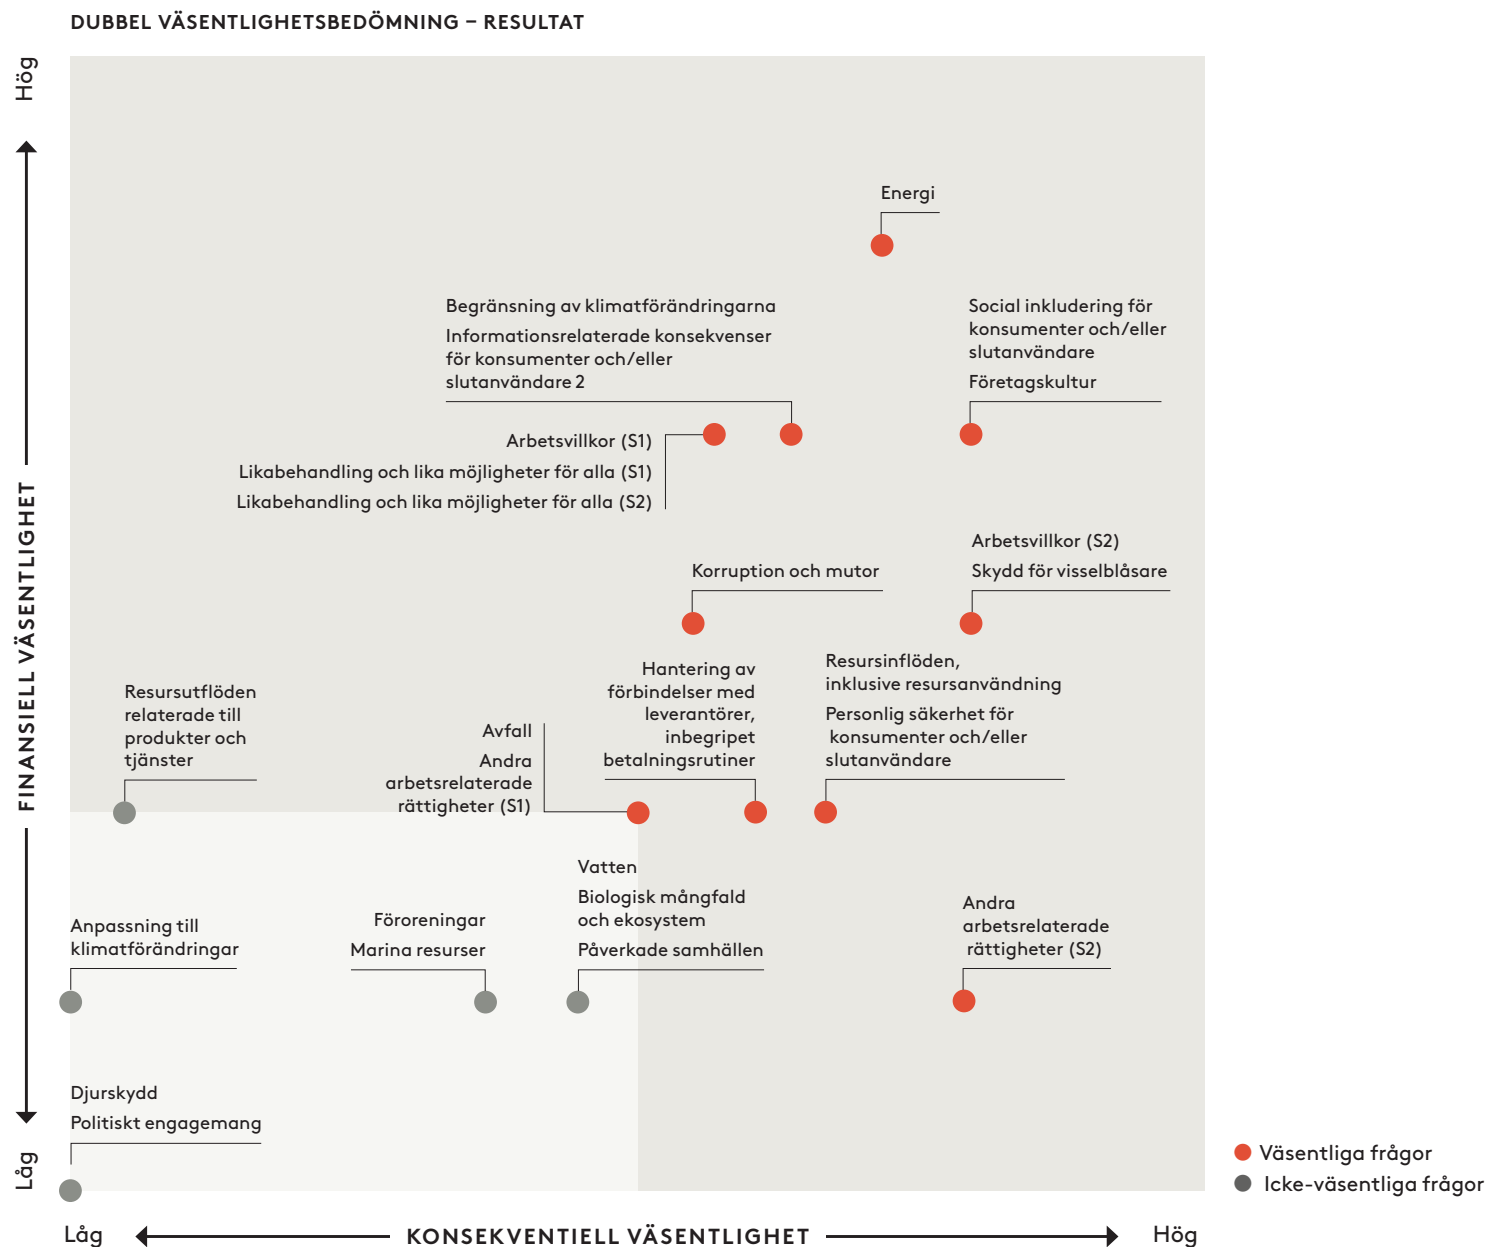 DUBBEL VÄSENTLIGHETSBEDÖMNING – RESULTAT
Hög
FINANSIELL VÄSENTLIGHET
Låg
Energi
Begränsning av klimatförändringarna
Informationsrelaterade konsekvenser
för konsumenter och/eller
slutanvändare 2
Social inkludering för
konsumenter och/eller
slutanvändare
Företagskultur
Arbetsvillkor (S1)
Likabehandling och lika möjligheter för alla (S1)
Likabehandling och lika möjligheter för alla (S2)
Arbetsvillkor (S2)
Skydd för visselblåsare
Korruption och mutor
Hantering av
förbindelser med
leverantörer,
inbegripet
betalningsrutiner
Resursinflöden,
inklusive resursanvändning
Personlig säkerhet för
konsumenter och/eller
slutanvändare
Resursutflöden
relaterade till
produkter och
tjänster
Avfall
Andra
arbetsrelaterade
rättigheter (S1)
Vatten
Biologisk mångfald
och ekosystem
Påverkade samhällen
Andra
arbetsrelaterade
rättigheter (S2)
Anpassning till
klimatförändringar
Föroreningar
Marina resurser
Djurskydd
Politiskt engagemang
Väsentliga frågor
Icke-väsentliga frågor
Låg
KONSEKVENTIELL VÄSENTLIGHET
Hög